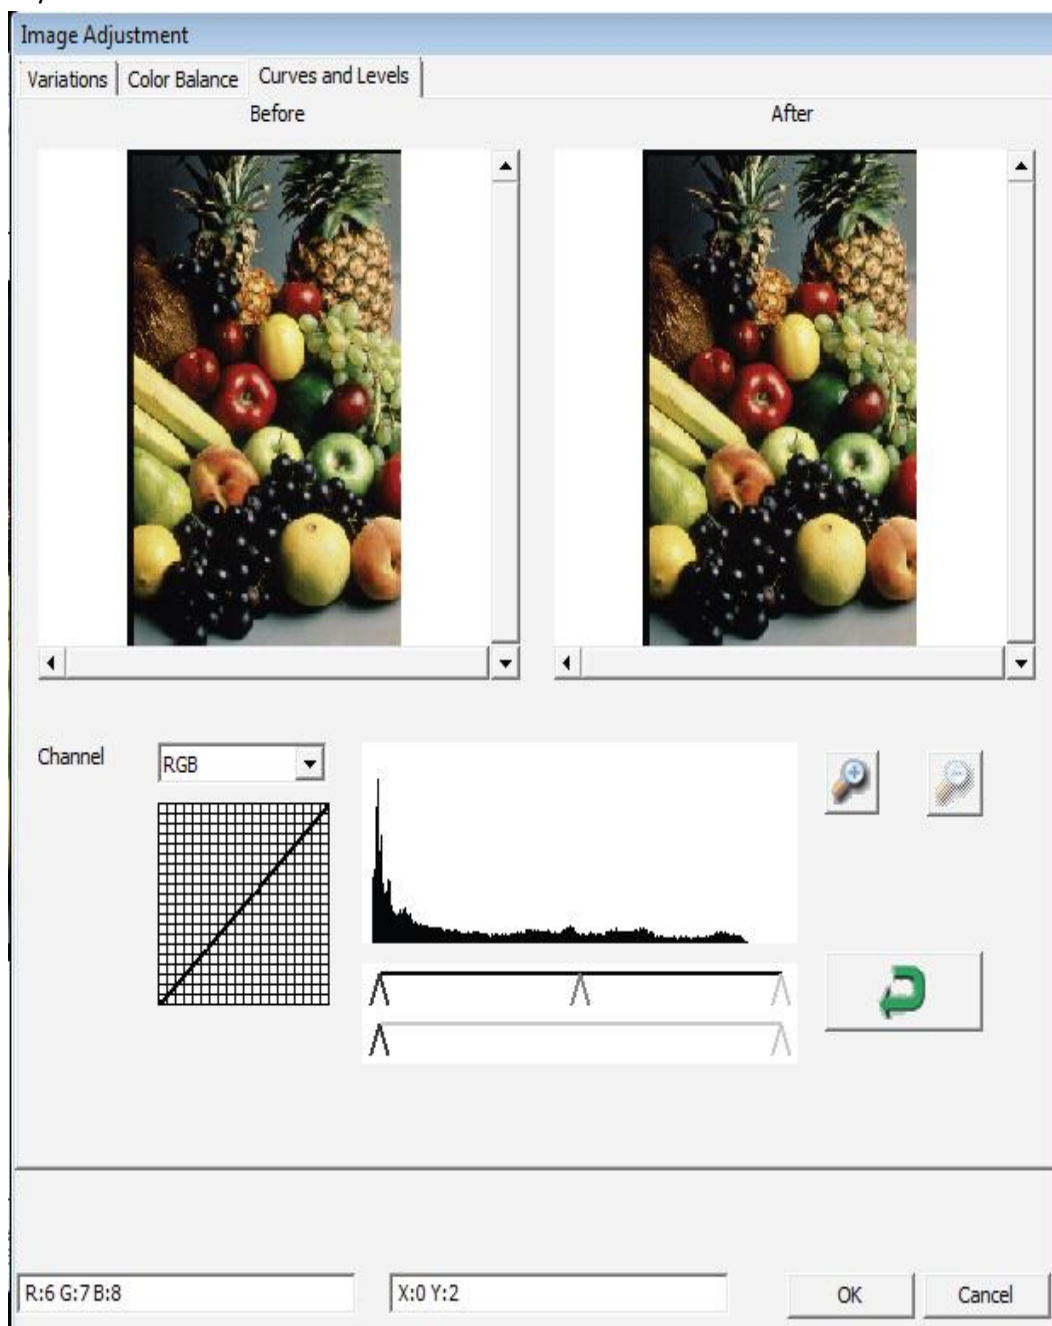 Image Adjustment
Variations Color Balance Curves and Levels
Before After
Channel RGB
R:6 G:7 B:8 X:0 Y:2 OK Cancel